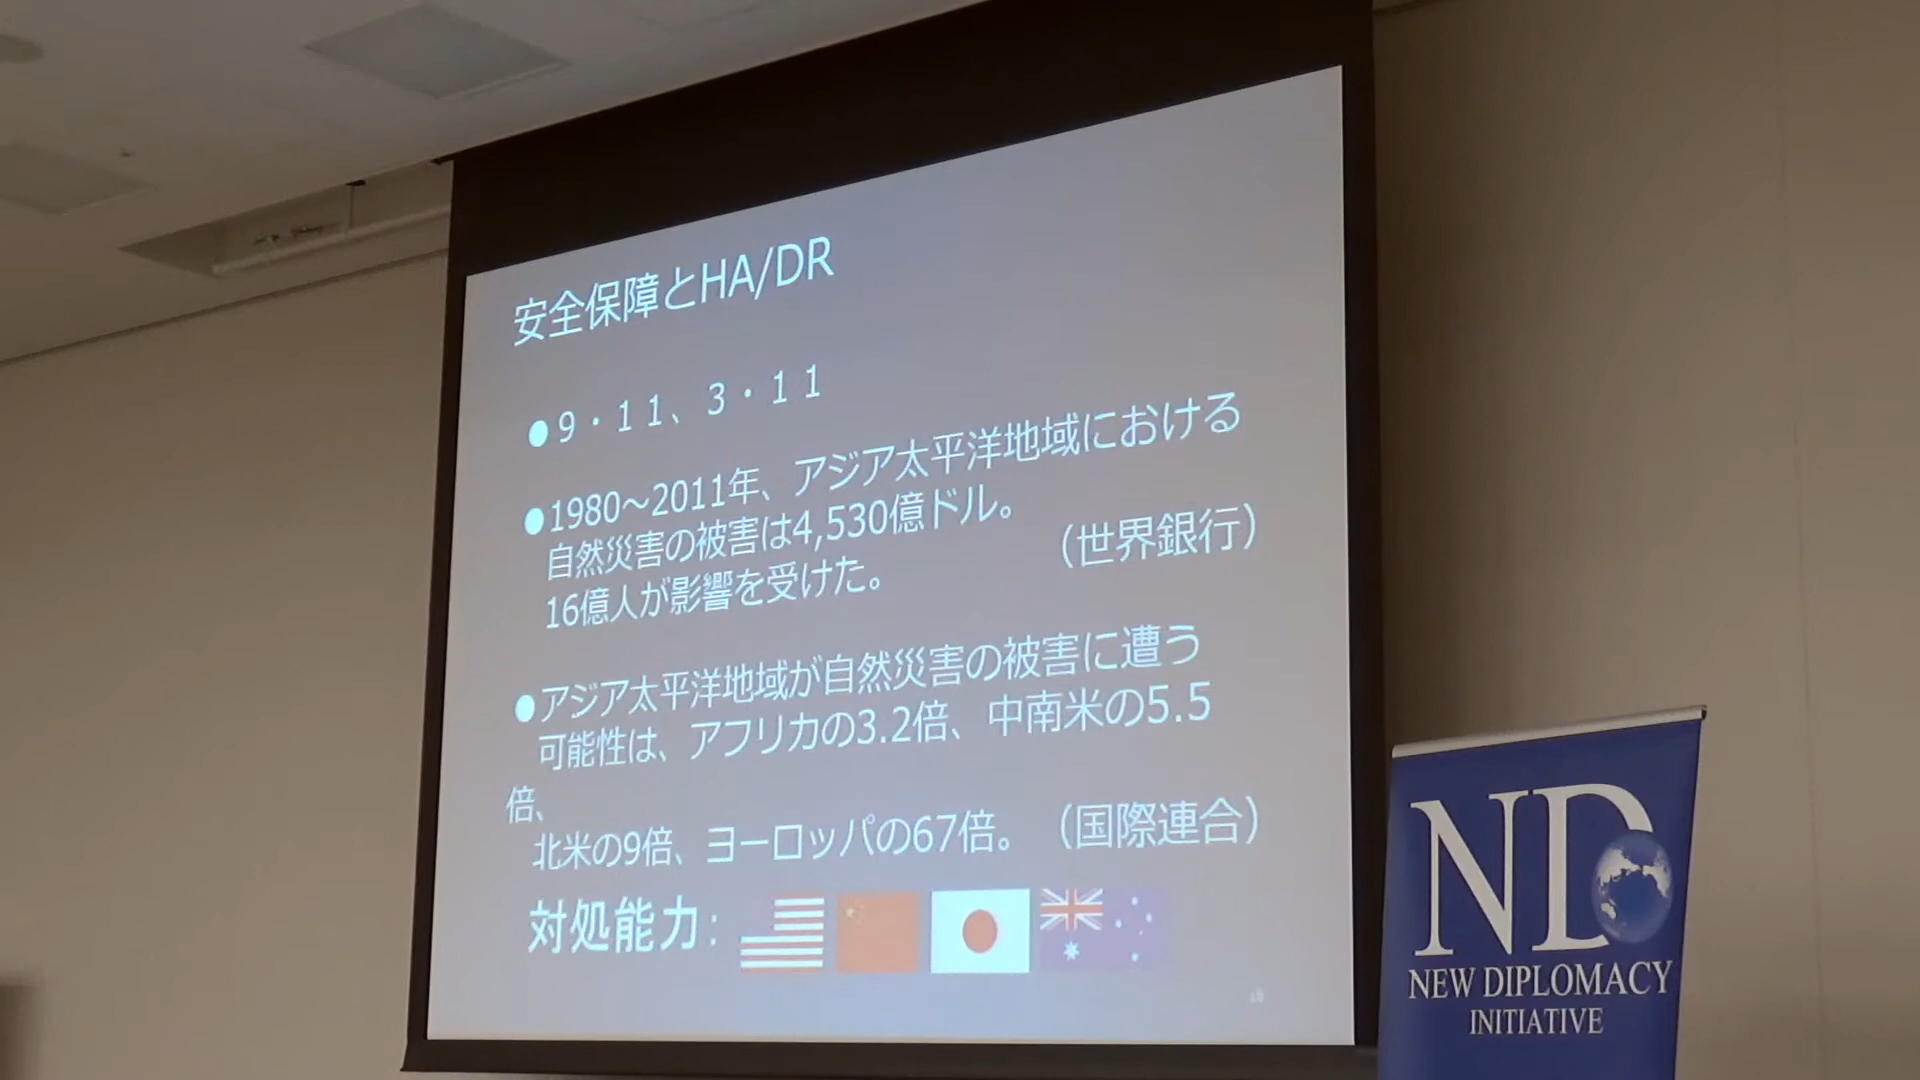 安全保障とHA/DR
●9・11、3・11
●1980～2011年、アジア太平洋地域における
自然災害の被害は4,530億ドル。
16億人が影響を受けた。 （世界銀行）
●アジア太平洋地域が自然災害の被害に遭う
可能性は、アフリカの3.2倍、中南米の5.5
倍、
北米の9倍、ヨーロッパの67倍。（国際連合）
対処能力：
ND
NEW DIPLOMACY
INITIATIVE